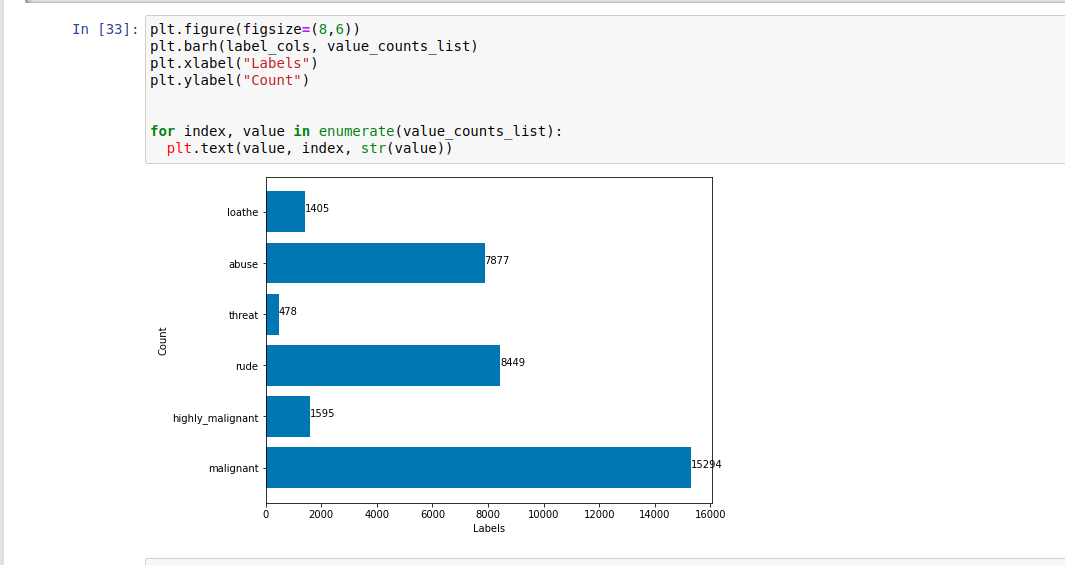 In [33]: plt.figure(figsize=(8,6))
plt.barh(label_cols, value_counts_list)
plt.xlabel("Labels")
plt.ylabel("Count")
for index, value in enumerate(value_counts_list):
  plt.text(value, index, str(value))
loathe 1405
abuse 7877
threat 478
Count
rude 8449
highly_malignant 1595
malignant 15294
0 2000 4000 6000 8000 10000 12000 14000 16000
Labels